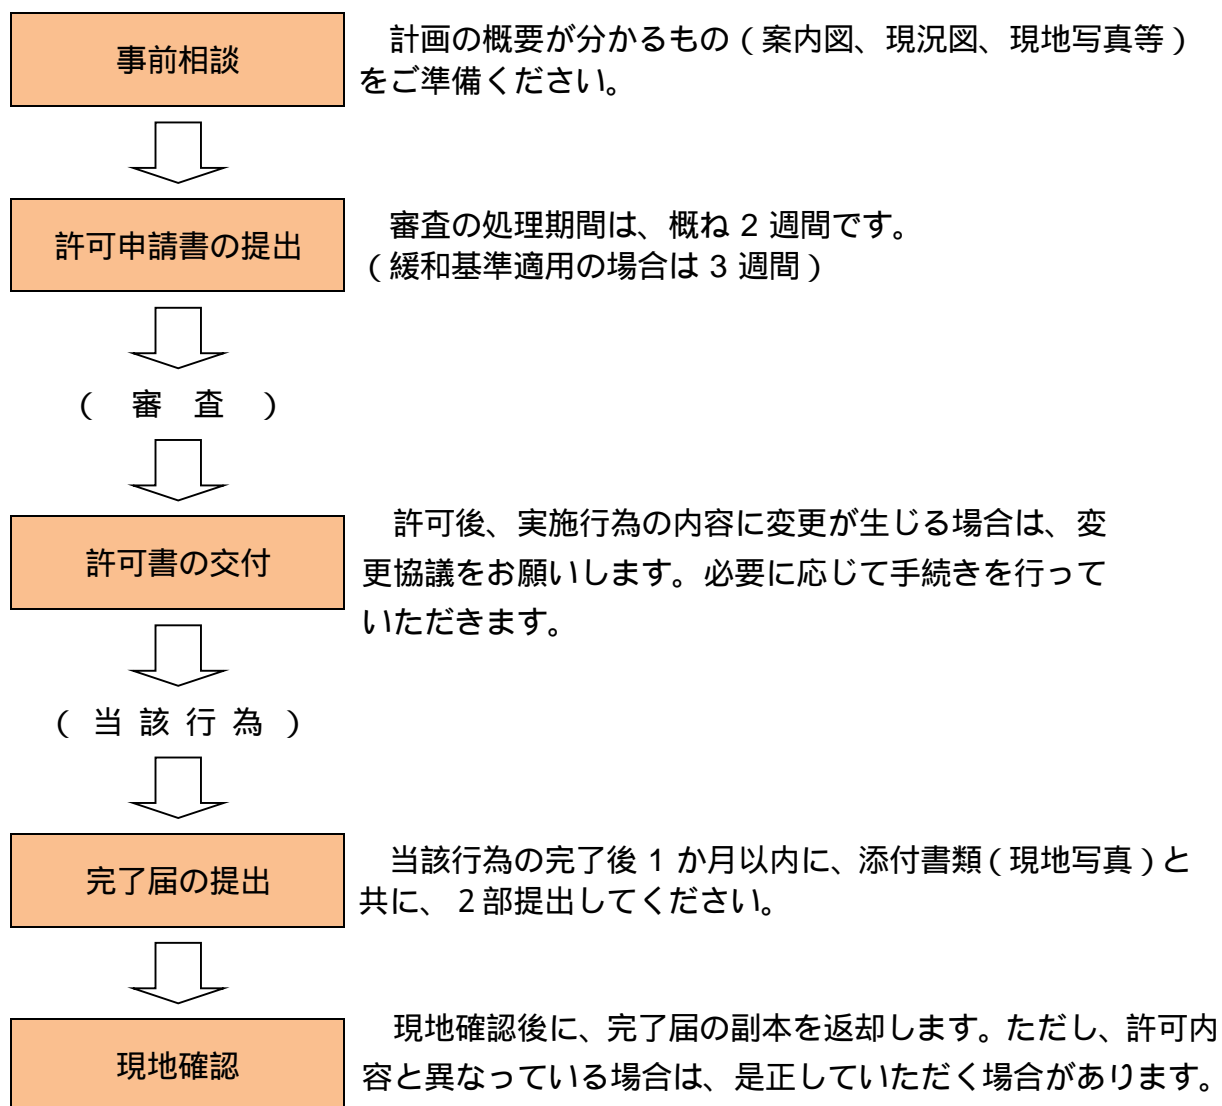 事前相談
計画の概要が分かるもの(案内図、現況図、現地写真等)
をご準備ください。
許可申請書の提出
審査の処理期間は、概ね 2 週間です。
(緩和基準適用の場合は 3 週間)
( 審 査 )
許可書の交付
許可後、実施行為の内容に変更が生じる場合は、変
更協議をお願いします。必要に応じて手続きを行って
いただきます。
( 当 該 行 為 )
完了届の提出
当該行為の完了後 1 か月以内に、添付書類(現地写真)と
共に、2部提出してください。
現地確認
現地確認後に、完了届の副本を返却します。ただし、許可内
容と異なっている場合は、是正していただく場合があります。